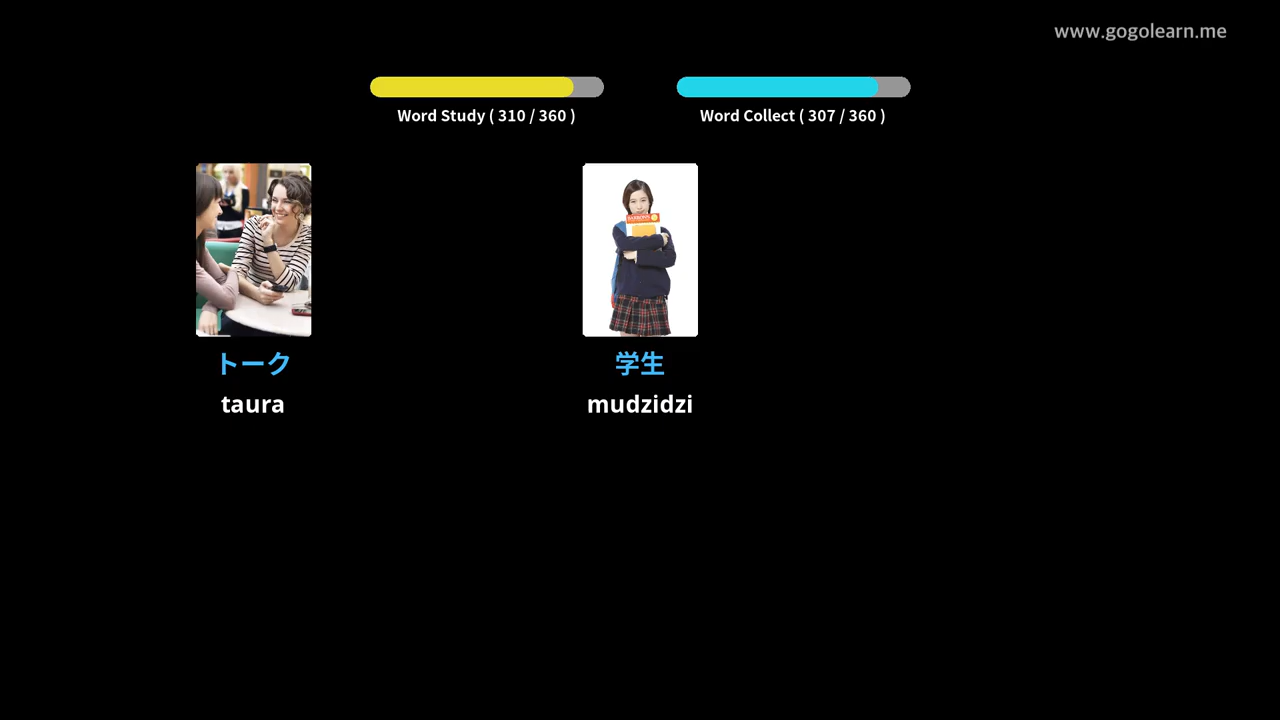 www.gogolearn.me
Word Study ( 310 / 360 )
Word Collect ( 307 / 360 )
トーク
学生
taura
mudzidzi